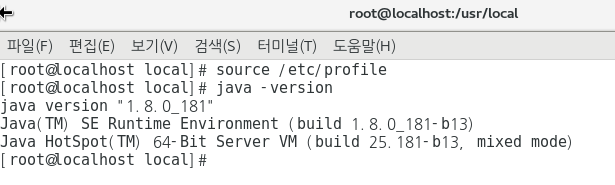 root@localhost:/usr/local
파일(F) 편집(E) 보기(V) 검색(S) 터미널(T) 도움말(H)
[root@localhost local]# source /etc/profile
[root@localhost local]# java -version
java version "1.8.0_181"
Java(TM) SE Runtime Environment (build 1.8.0_181-b13)
Java HotSpot(TM) 64-Bit Server VM (build 25.181-b13, mixed mode)
[root@localhost local]#